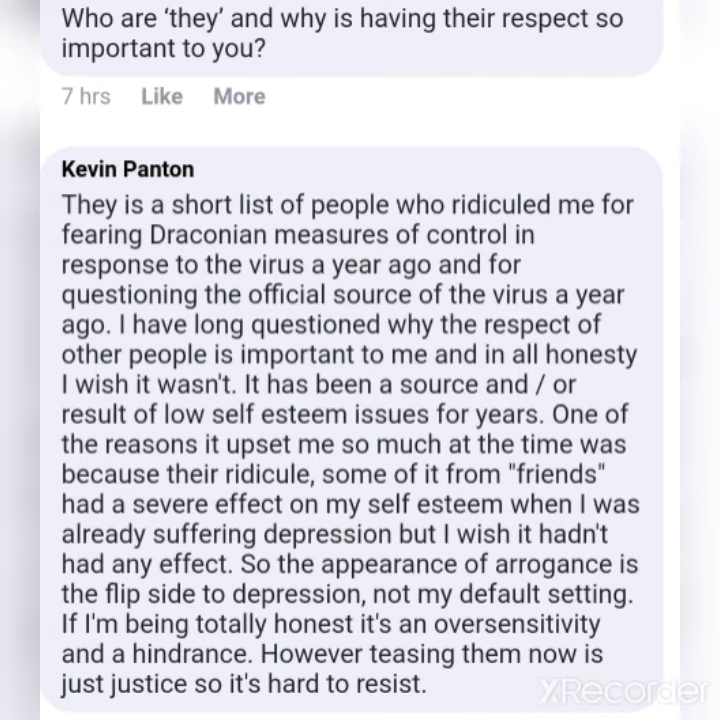 Who are ‘they’ and why is having their respect so
important to you?
7 hrs Like More
Kevin Panton
They is a short list of people who ridiculed me for
fearing Draconian measures of control in
response to the virus a year ago and for
questioning the official source of the virus a year
ago. I have long questioned why the respect of
other people is important to me and in all honesty
I wish it wasn't. It has been a source and / or
result of low self esteem issues for years. One of
the reasons it upset me so much at the time was
because their ridicule, some of it from "friends"
had a severe effect on my self esteem when I was
already suffering depression but I wish it hadn't
had any effect. So the appearance of arrogance is
the flip side to depression, not my default setting.
If I'm being totally honest it's an oversensitivity
and a hindrance. However teasing them now is
just justice so it's hard to resist.
XRecorder